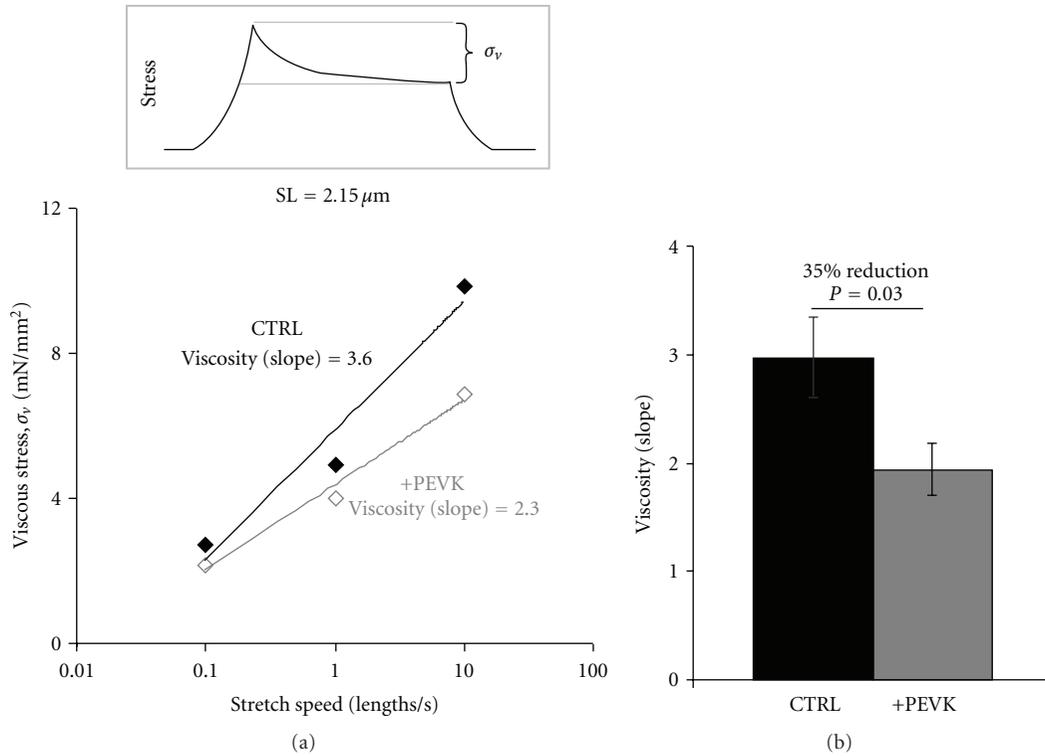 Stress
σv
SL = 2.15 μm
12
8
4
0
Viscous stress, σv (mN/mm²)
CTRL
Viscosity (slope) = 3.6
+PEVK
Viscosity (slope) = 2.3
0.01
0.1
1
10
100
Stretch speed (lengths/s)
(a)
4
3
2
1
0
Viscosity (slope)
35% reduction
P = 0.03
CTRL
+PEVK
(b)